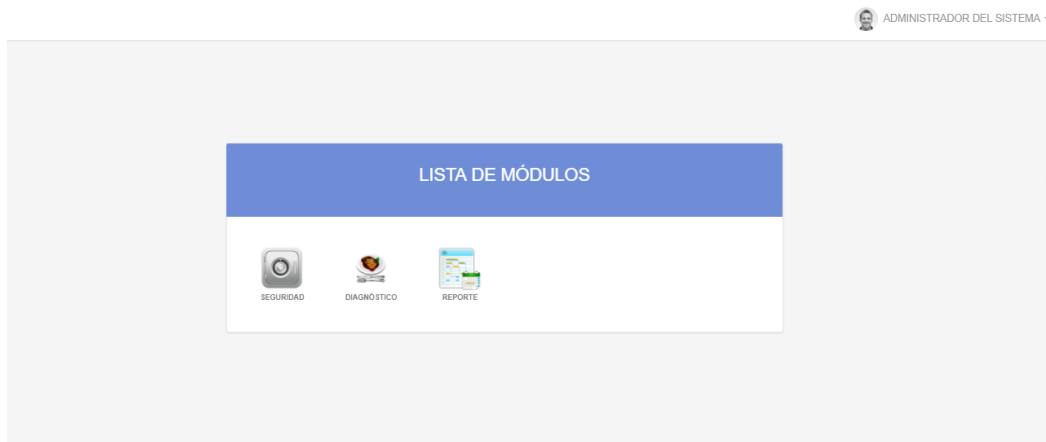 ADMINISTRADOR DEL SISTEMA
LISTA DE MÓDULOS
SEGURIDAD
DIAGNÓSTICO
REPORTE